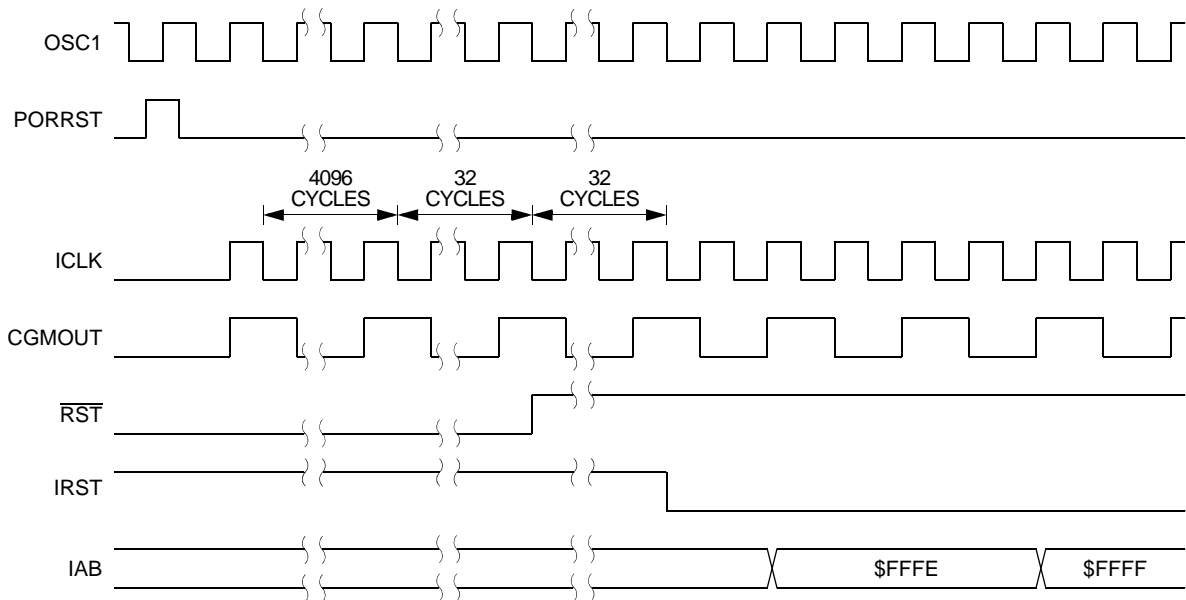 OSC1
PORRST
4096
CYCLES
32
CYCLES
32
CYCLES
ICLK
CGMOUT
RST
IRST
IAB
$FFFE
$FFFF